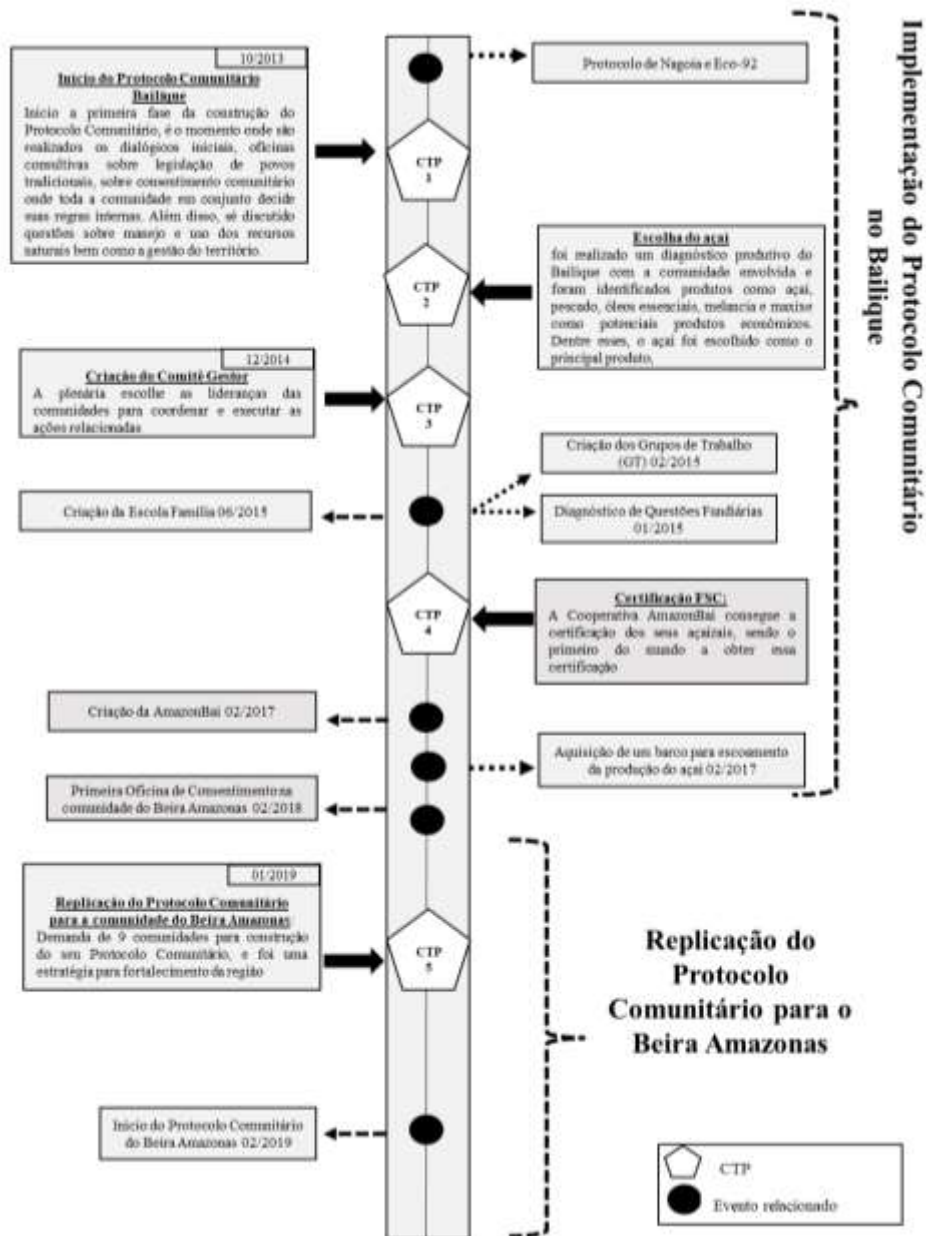 Protocolo de Nagoia e Eco-92
10/2013
Início do Protocolo Comunitário
Bailique
Início a primeira fase da construção do
Protocolo Comunitário, é o momento onde são
realizados os dialógicos iniciais, oficinas
consultivas sobre legislação de povos
tradicionais, sobre consentimento comunitário
onde toda a comunidade em conjunto decide
suas regras internas. Além disso, sé discutido
questões sobre manejo e uso dos recursos
naturais bem como a gestão do território.
CTP
1
Escolha do açaí
foi realizado um diagnóstico produtivo do
Bailique com a comunidade envolvida e
foram identificados produtos como açaí,
pescado, óleos essenciais, melancia e maxixe
como potenciais produtos econômicos.
Dentre esses, o açaí foi escolhido como o
principal produto.
CTP
2
12/2014
Criação do Comitê Gestor
A plenária escolhe as lideranças das
comunidades para coordenar e executar as
ações relacionadas
CTP
3
Criação dos Grupos de Trabalho
(GT) 02/2015
Criação da Escola Família 06/2015
Diagnóstico de Questões Fundiárias
01/2015
CTP
4
Certificação FSC:
A Cooperativa AmazonBai consegue a
certificação dos seus açaizais, sendo o
primeiro do mundo a obter essa
certificação
Criação da AmazonBai 02/2017
Aquisição de um barco para escoamento
da produção do açaí 02/2017
Primeira Oficina de Consentimento na
comunidade do Beira Amazonas 02/2018
Implementação do Protocolo Comunitário
no Bailique
01/2019
Replicação do Protocolo Comunitário
para a comunidade do Beira Amazonas
Demanda de 9 comunidades para construção
do seu Protocolo Comunitário, e foi uma
estratégia para fortalecimento da região
CTP
5
Replicação do
Protocolo
Comunitário para o
Beira Amazonas
Início do Protocolo Comunitário
do Beira Amazonas 02/2019
CTP
Evento relacionado